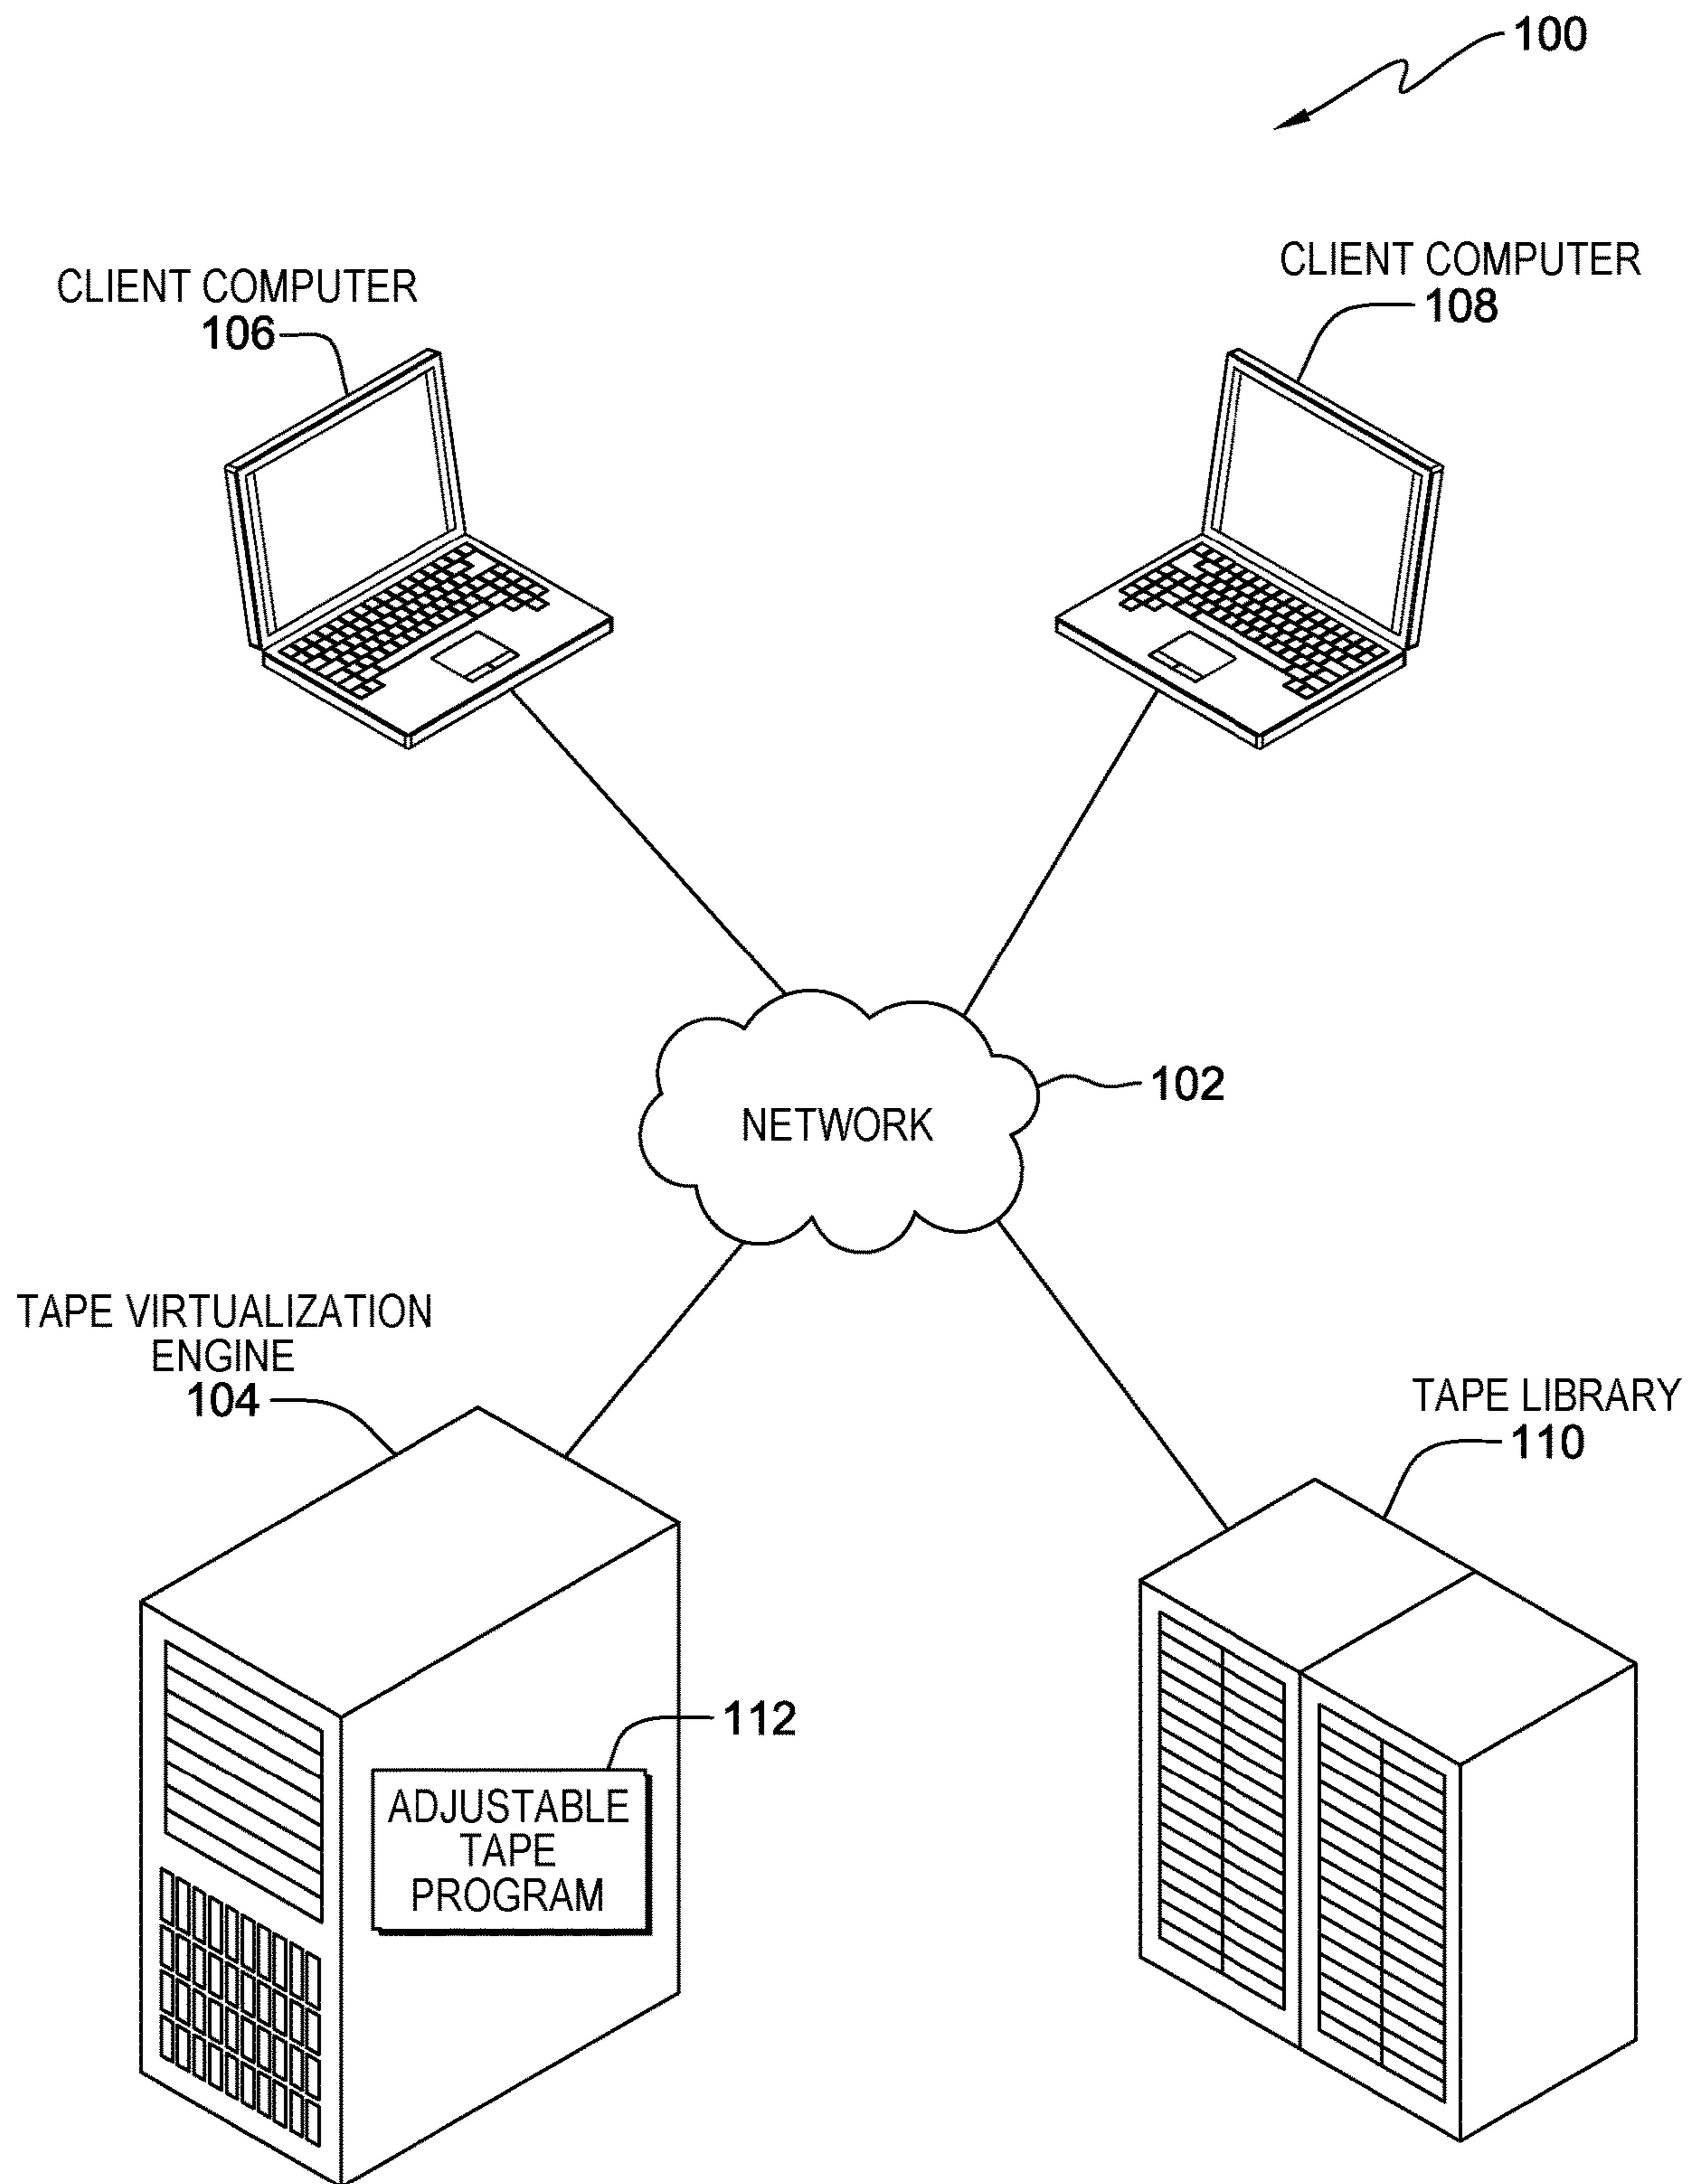 100
CLIENT COMPUTER
106
CLIENT COMPUTER
108
102
NETWORK
TAPE VIRTUALIZATION
ENGINE
104
TAPE LIBRARY
110
112
ADJUSTABLE
TAPE
PROGRAM